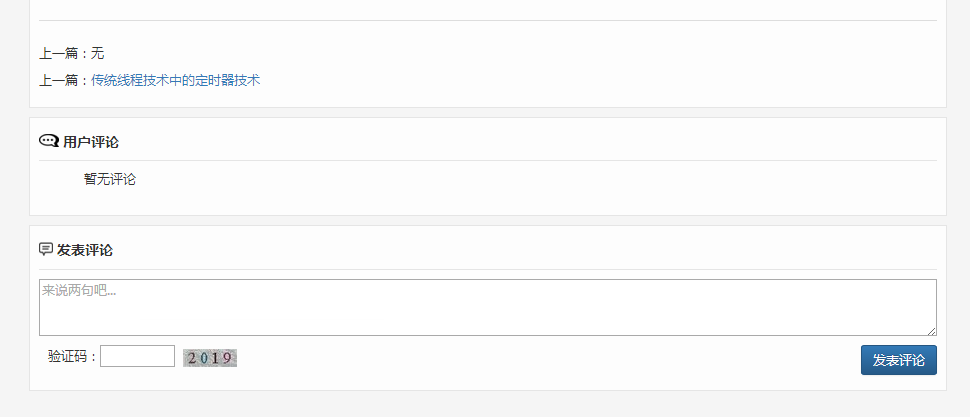 上一篇：无
上一篇：传统线程技术中的定时器技术
用户评论
暂无评论
发表评论
来说两句吧...
验证码： 2019 发表评论